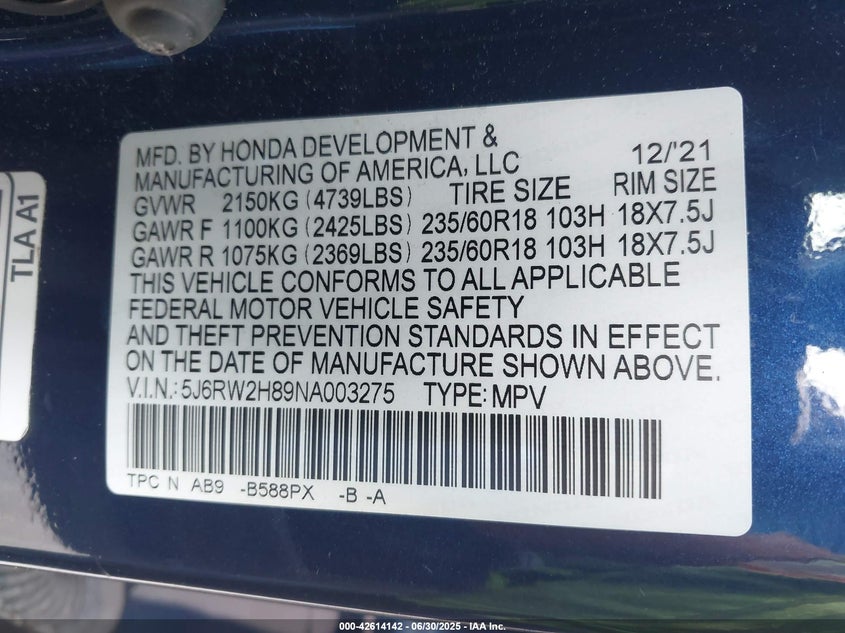 MFD. BY HONDA DEVELOPMENT &
MANUFACTURING OF AMERICA, LLC 12/'21
GVWR 2150KG (4739LBS) TIRE SIZE RIM SIZE
GAWR F 1100KG (2425LBS) 235/60R18 103H 18X7.5J
GAWR R 1075KG (2369LBS) 235/60R18 103H 18X7.5J
THIS VEHICLE CONFORMS TO ALL APPLICABLE
FEDERAL MOTOR VEHICLE SAFETY
AND THEFT PREVENTION STANDARDS IN EFFECT
ON THE DATE OF MANUFACTURE SHOWN ABOVE.
V.I.N.: 5J6RW2H89NA003275 TYPE: MPV
TPC N AB9 -B588PX -B -A
TLA A1
000-42614142 - 06/30/2025 - IAA Inc.